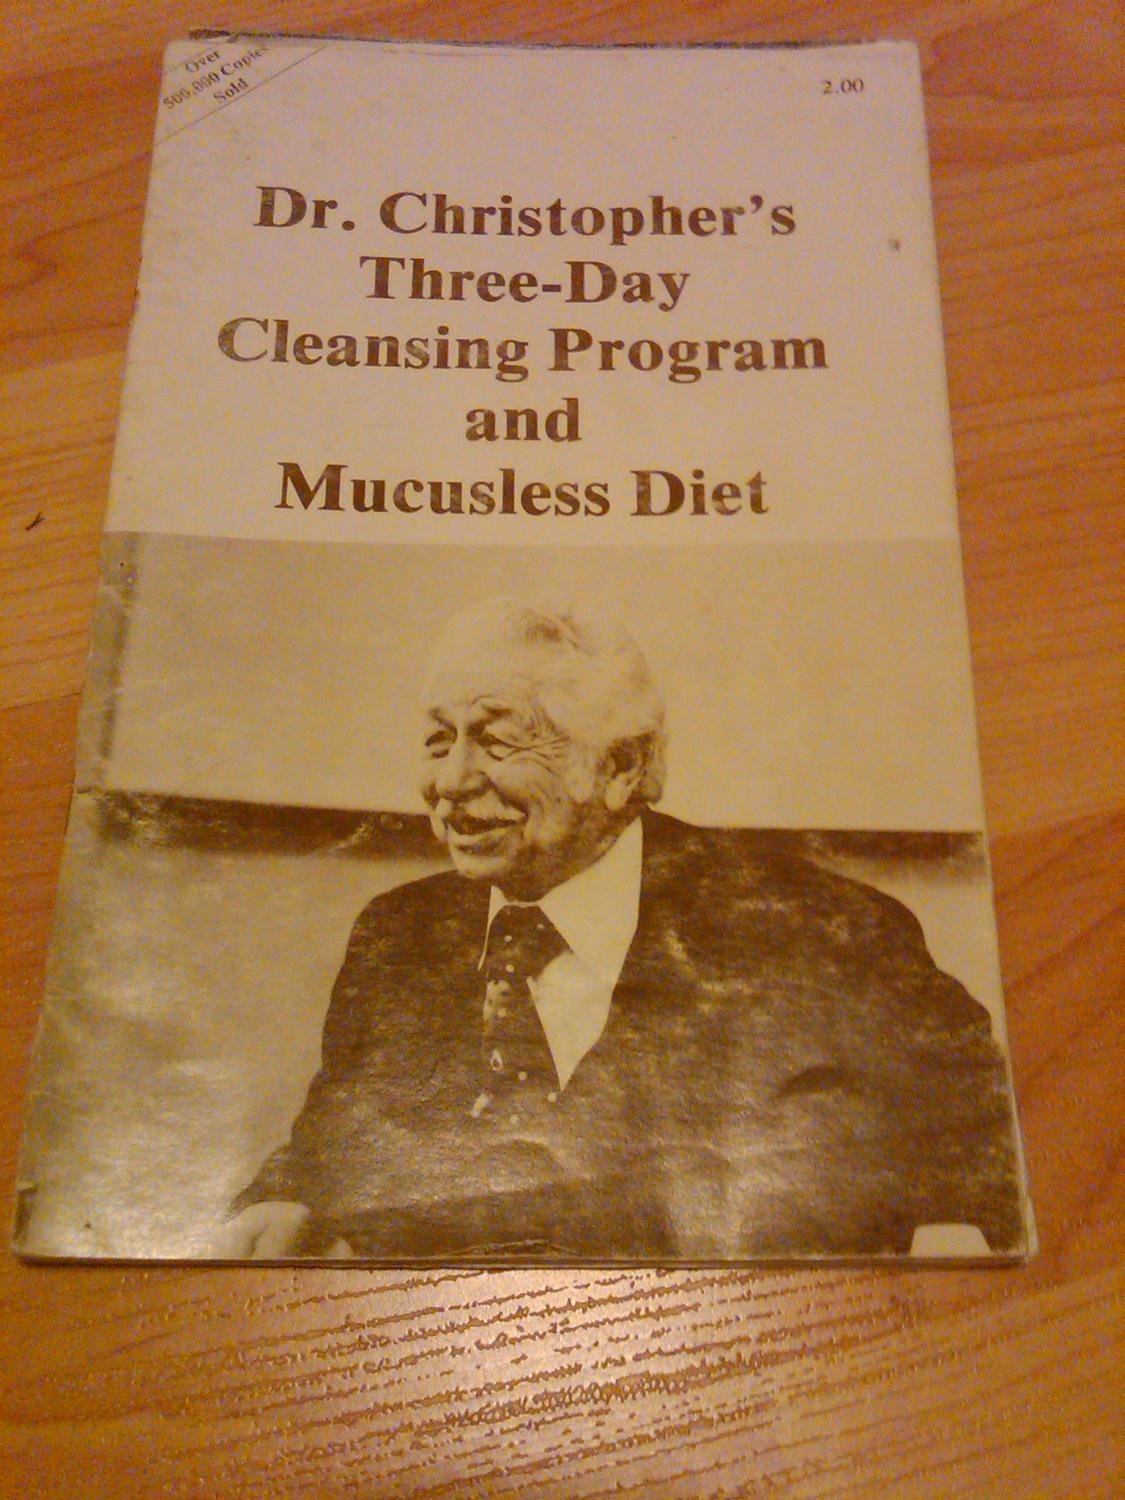 Over
500,000 Copies
Sold
2.00
Dr. Christopher's
Three-Day
Cleansing Program
and
Mucusless Diet